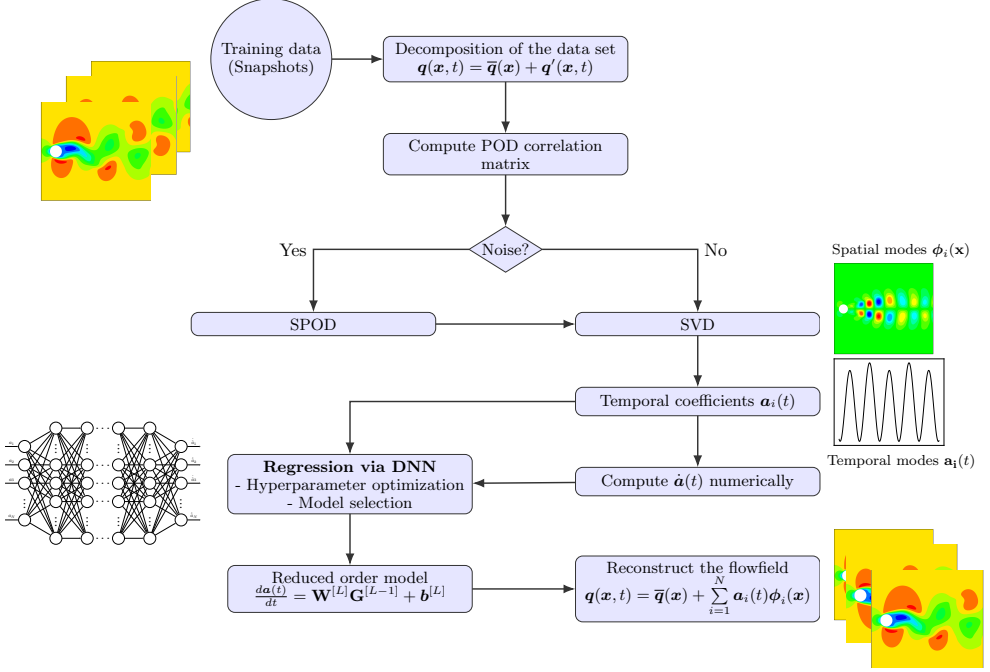 Training data
(Snapshots)
Decomposition of the data set
q(x, t) = q̅(x) + q′(x, t)
Compute POD correlation
matrix
Noise?
Yes
No
SPOD
SVD
Spatial modes ϕᵢ(x)
Temporal coefficients aᵢ(t)
Temporal modes aᵢ(t)
Regression via DNN
- Hyperparameter optimization
- Model selection
Compute ȧ(t) numerically
Reduced order model
da(t)/dt = W^[L]G^[L−1] + b^[L]
Reconstruct the flowfield
q(x, t) = q̅(x) + ∑_{i=1}^{N} aᵢ(t)ϕᵢ(x)